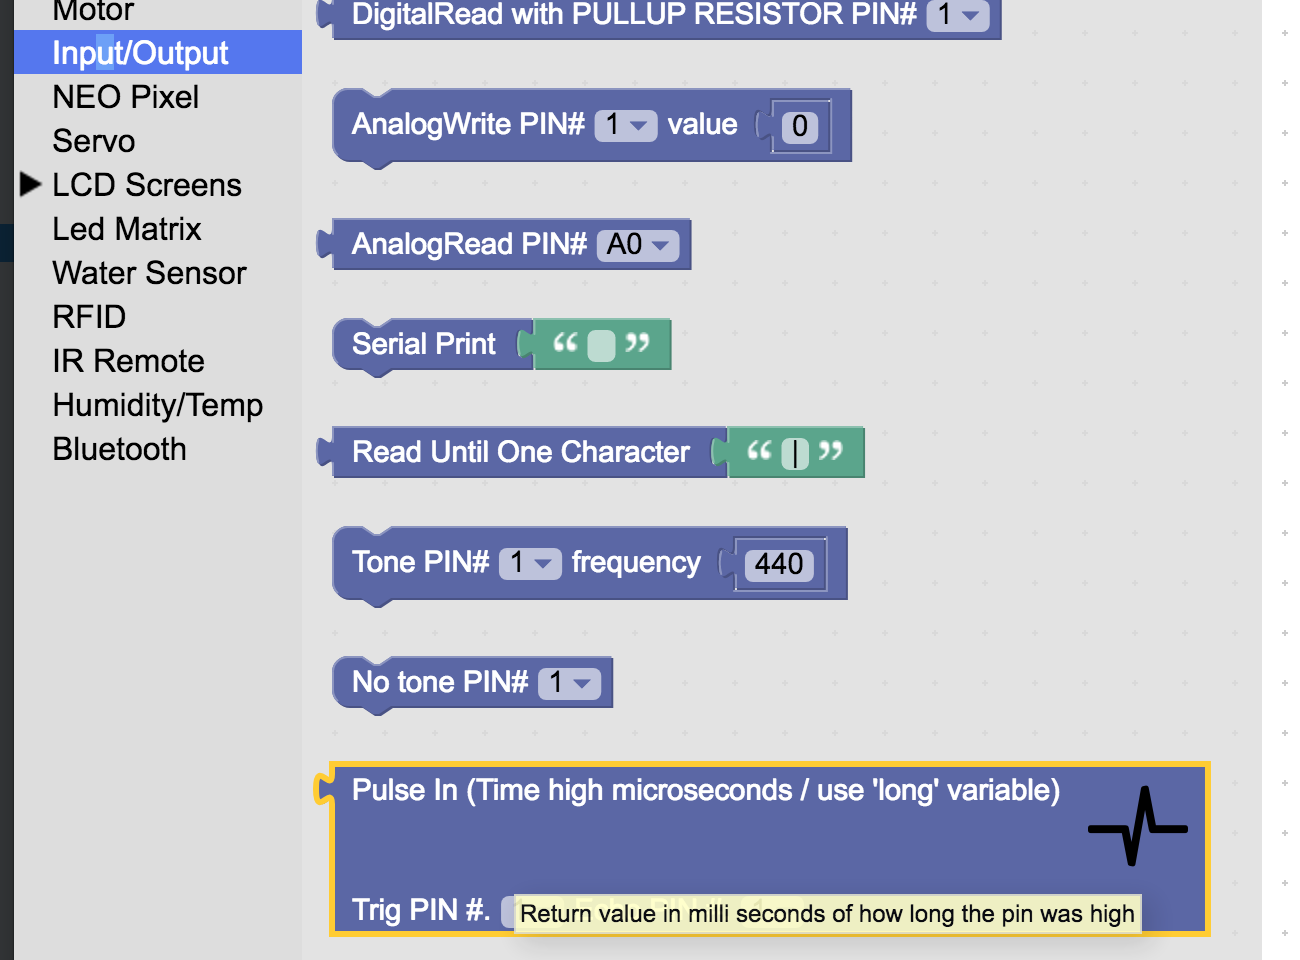 Motor
Input/Output
NEO Pixel
Servo
LCD Screens
Led Matrix
Water Sensor
RFID
IR Remote
Humidity/Temp
Bluetooth
DigitalRead with PULLUP RESISTOR PIN# 1
AnalogWrite PIN# 1 value 0
AnalogRead PIN# A0
Serial Print “ ”
Read Until One Character “ | ”
Tone PIN# 1 frequency 440
No tone PIN# 1
Pulse In (Time high microseconds / use 'long' variable)
Trig PIN #.
Return value in milli seconds of how long the pin was high